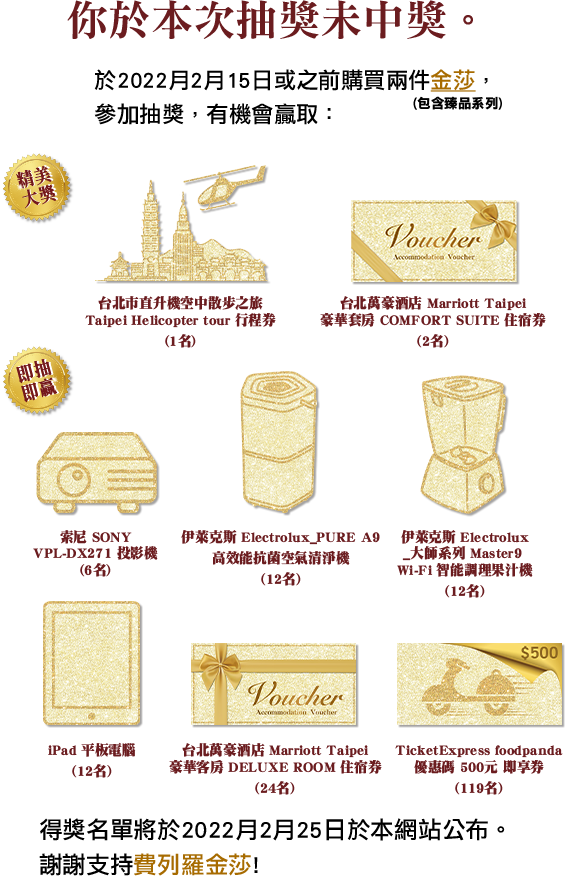 你於本次抽獎未中獎。
於2022月2月15日或之前購買兩件金莎，
(包含臻品系列)
參加抽獎，有機會贏取：
精美
大獎
Voucher
Accommodation Voucher
台北市直升機空中散步之旅
Taipei Helicopter tour 行程券
(1名)
台北萬豪酒店 Marriott Taipei
豪華套房 COMFORT SUITE 住宿券
(2名)
即抽
即贏
索尼 SONY
VPL-DX271 投影機
(6名)
伊萊克斯 Electrolux_PURE A9
高效能抗菌空氣清淨機
(12名)
伊萊克斯 Electrolux
_大師系列 Master9
Wi-Fi 智能調理果汁機
(12名)
Voucher
Accommodation Voucher
$500
iPad 平板電腦
(12名)
台北萬豪酒店 Marriott Taipei
豪華客房 DELUXE ROOM 住宿券
(24名)
TicketExpress foodpanda
優惠碼 500元 即享券
(119名)
得獎名單將於2022月2月25日於本網站公布。
謝謝支持費列羅金莎!